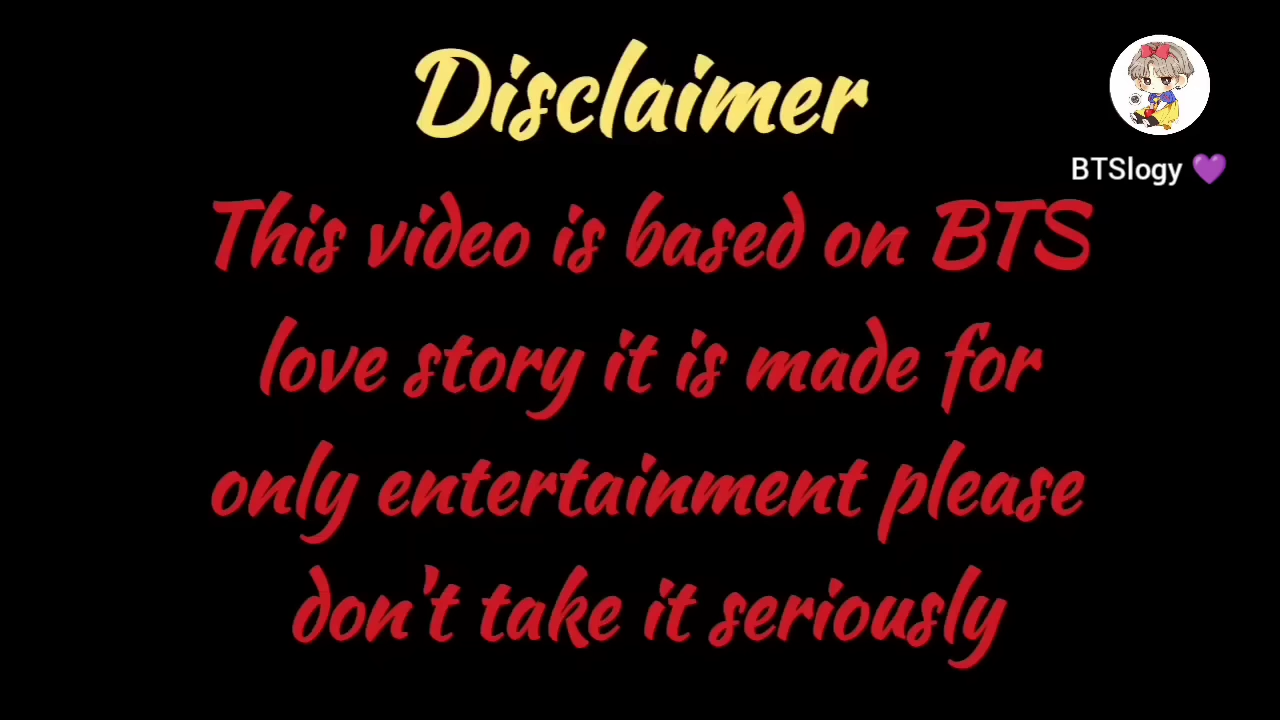 Disclaimer
BTSlogy 💜
This video is based on BTS
love story it is made for
only entertainment please
don't take it seriously